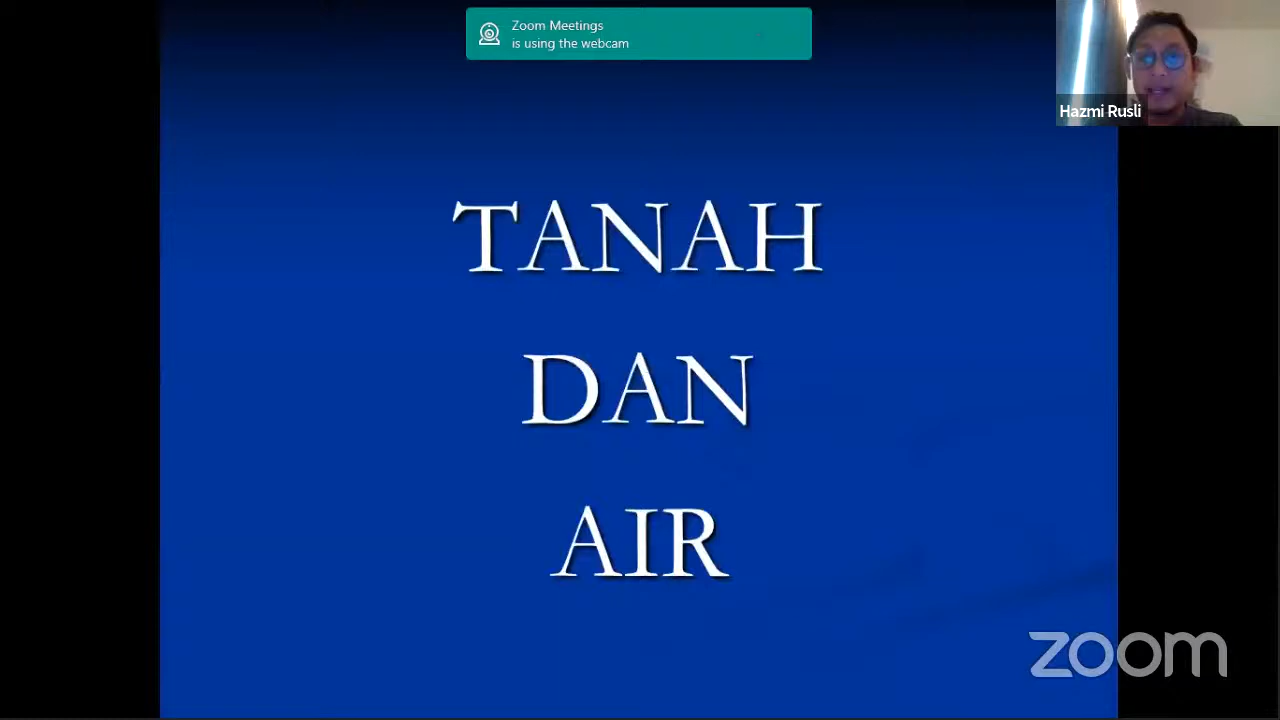 Zoom Meetings
is using the webcam
Hazmi Rusli
TANAH
DAN
AIR
zoom